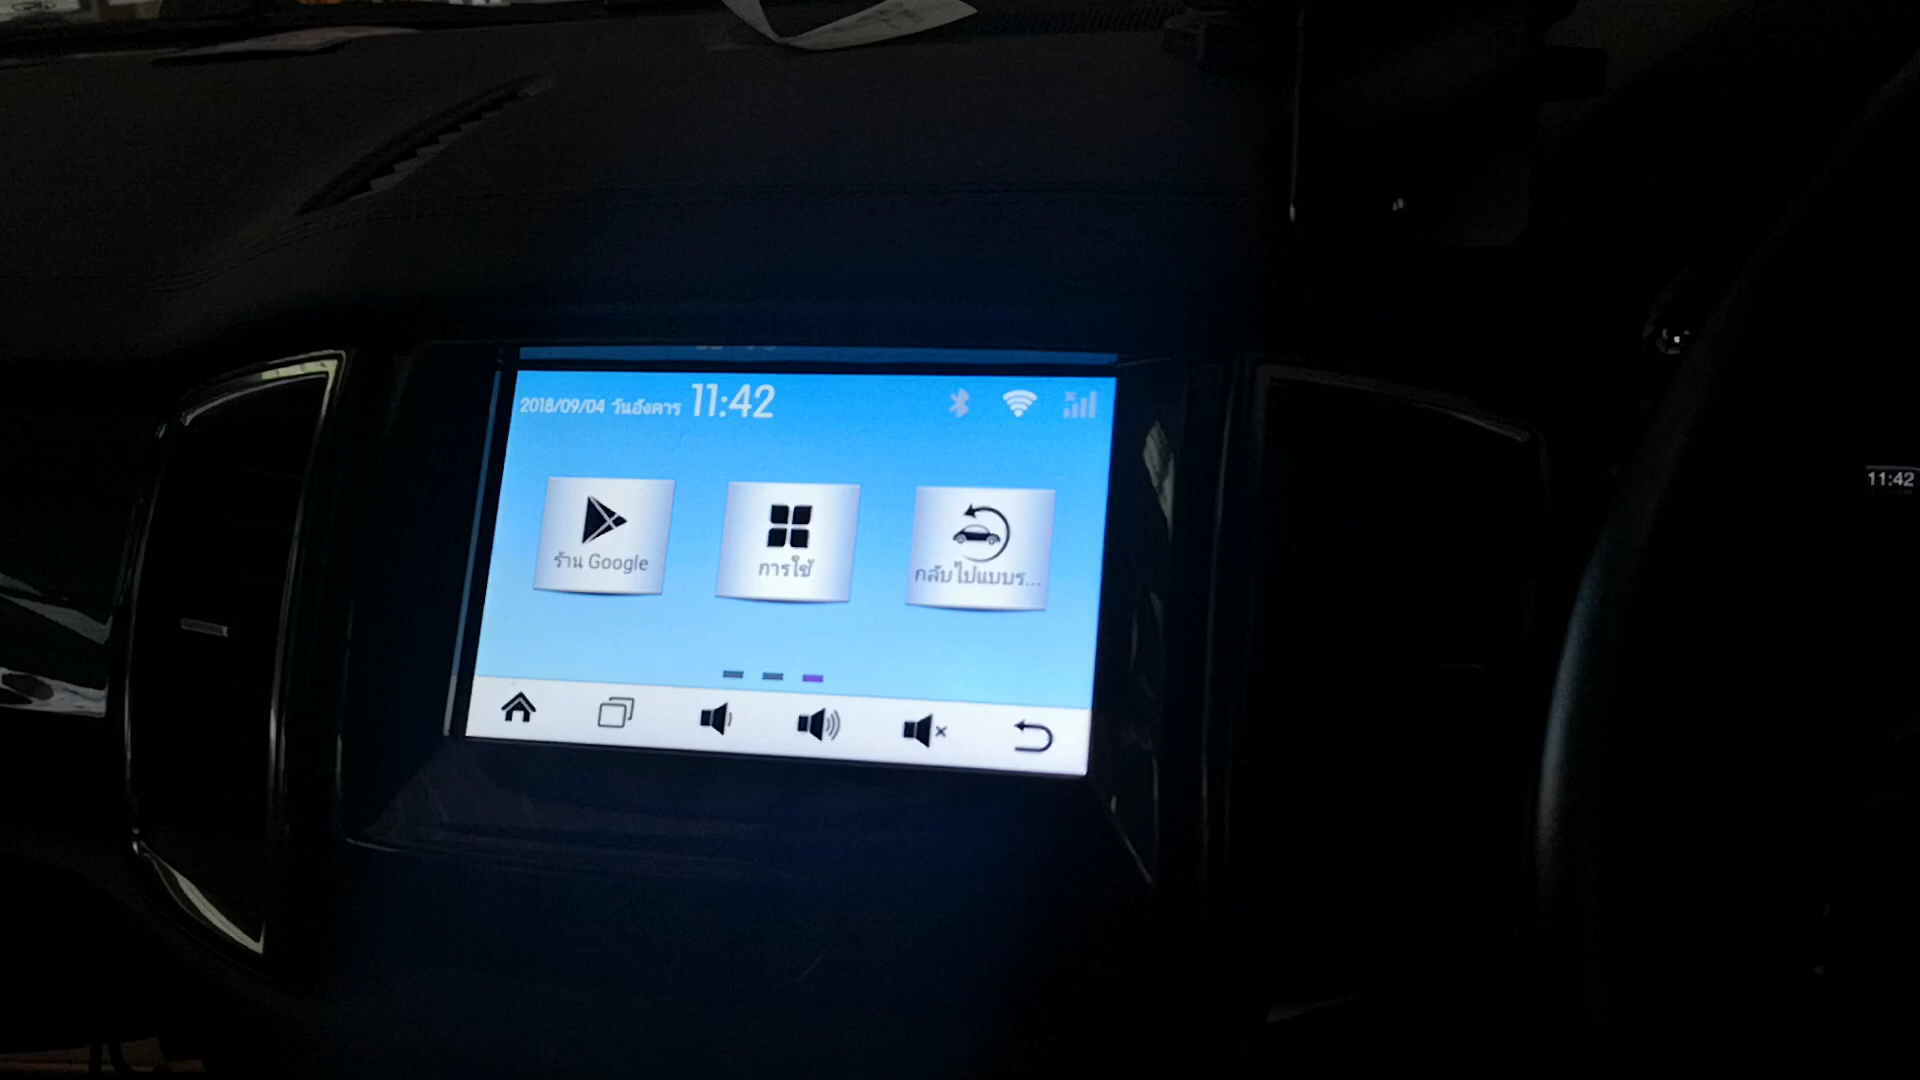 2018/09/04 วันอังคาร 11:42
ร้าน Google
การใช้
กลับไปแบบร...
11:42